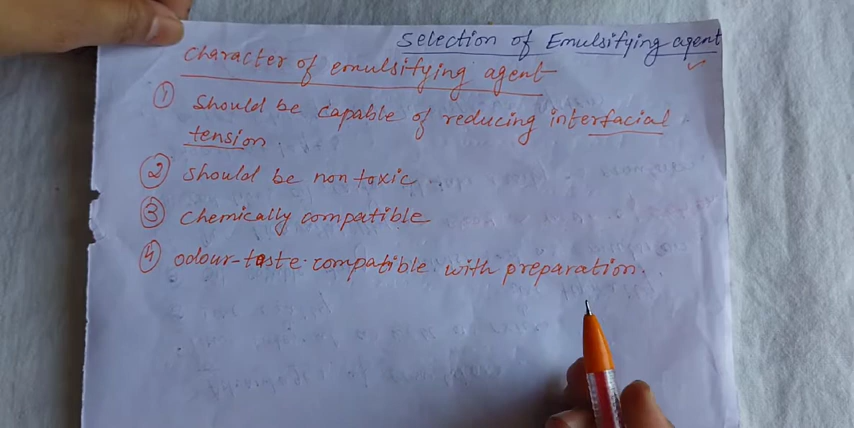 Selection of Emulsifying agent
Character of emulsifying agent
① Should be capable of reducing interfacial
tension.
② Should be non toxic
③ chemically compatible
④ odour-taste. compatible with preparation.